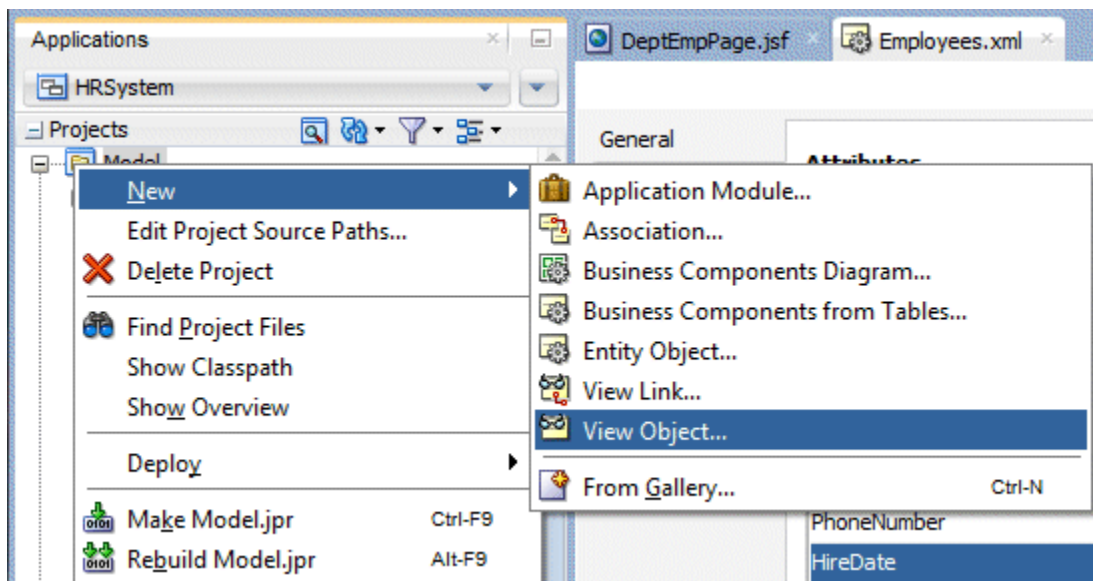 Applications
DeptEmpPage.jsf
Employees.xml
HRSystem
Projects
General
Model
Attributes
New
Application Module...
Edit Project Source Paths...
Association...
Delete Project
Business Components Diagram...
Business Components from Tables...
Find Project Files
Entity Object...
Show Classpath
View Link...
Show Overview
View Object...
Deploy
From Gallery...
Ctrl-N
Make Model.jpr
Ctrl-F9
PhoneNumber
Rebuild Model.jpr
Alt-F9
HireDate